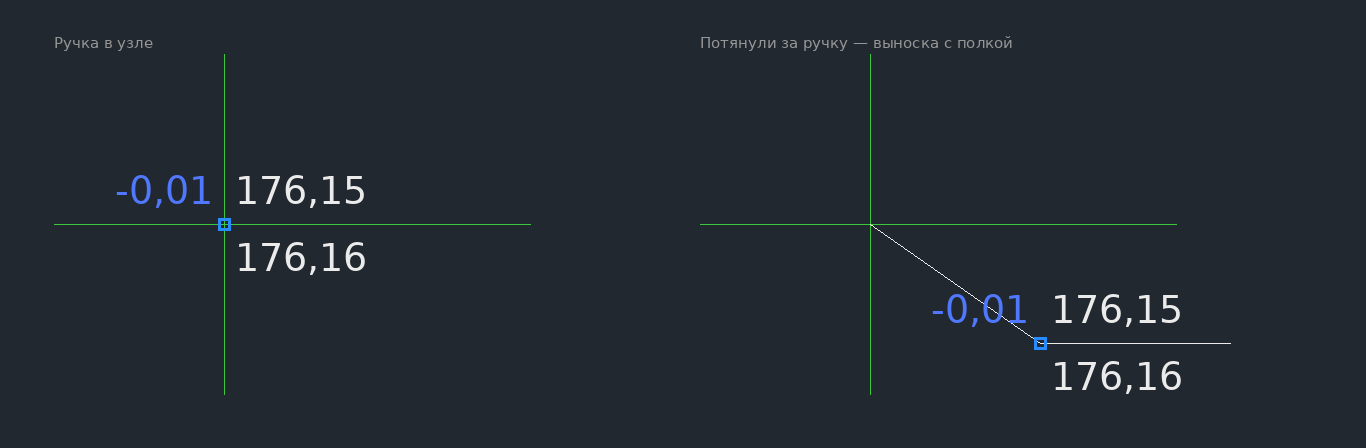 Ручка в узле
-0,01 176,15
176,16
Потянули за ручку — выноска с полкой
-0,01 176,15
176,16